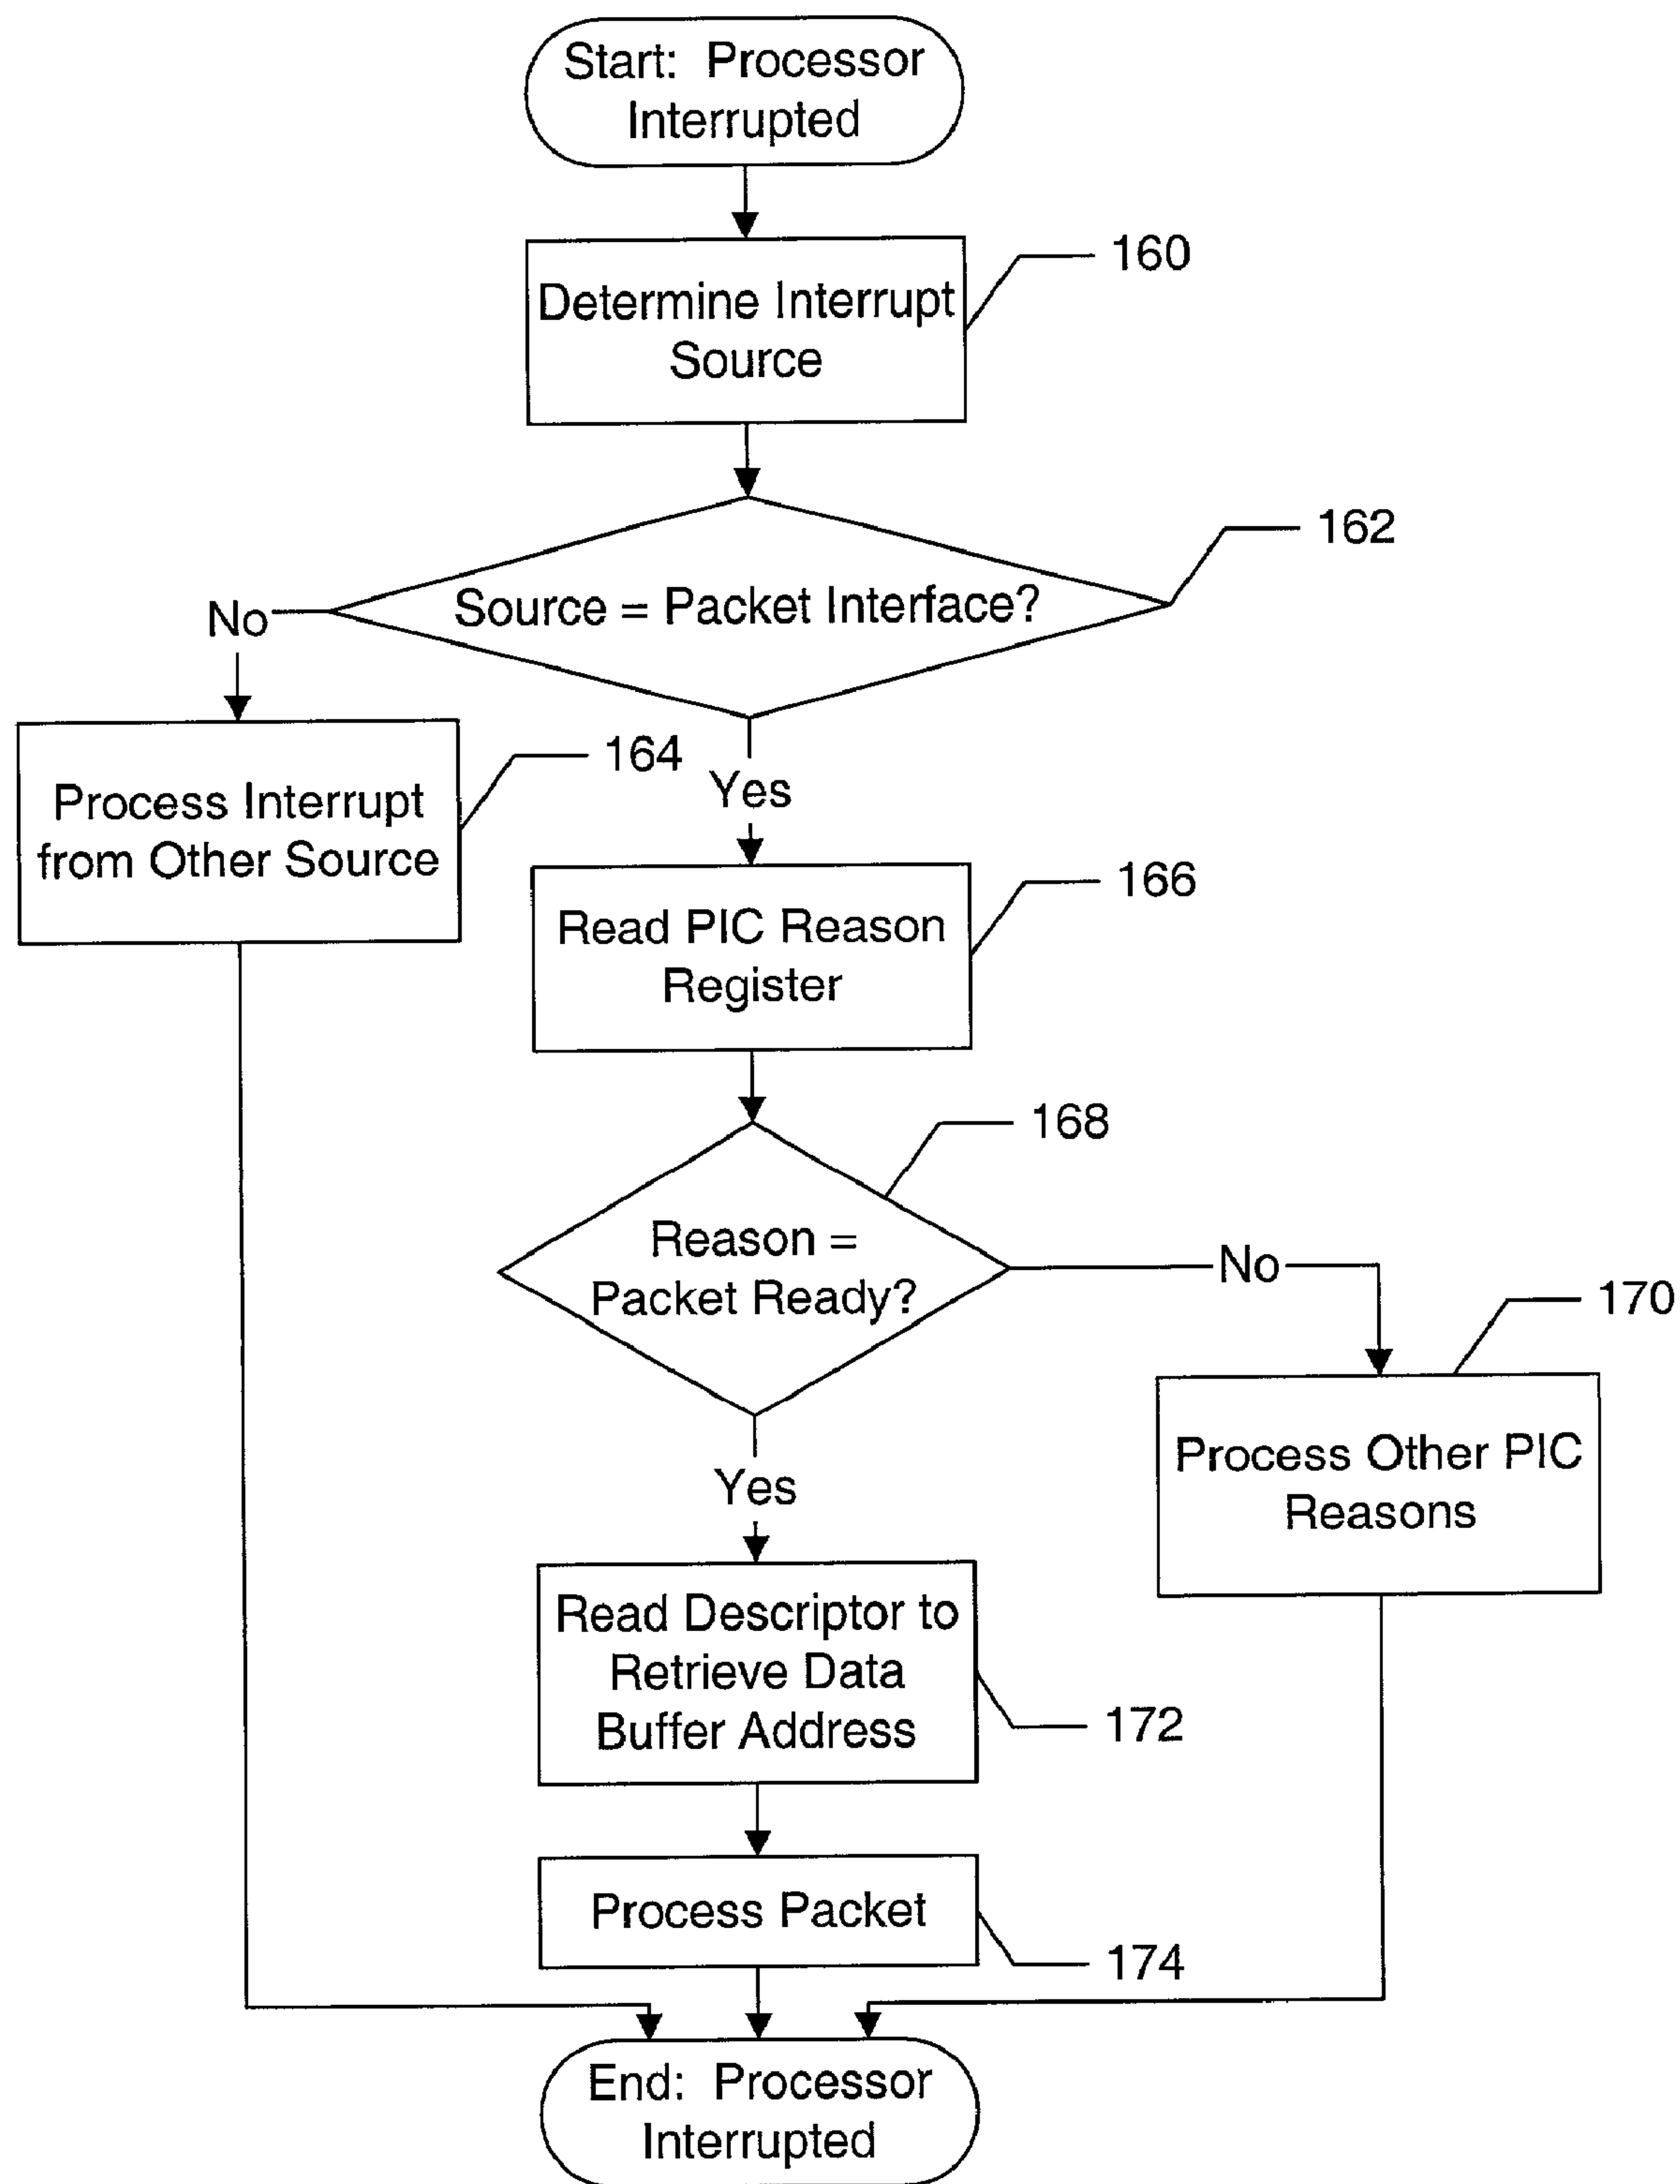 Start: Processor
Interrupted
160
Determine Interrupt
Source
162
Source = Packet Interface?
No
164
Process Interrupt
from Other Source
Yes
166
Read PIC Reason
Register
168
Reason =
Packet Ready?
No
170
Process Other PIC
Reasons
Yes
Read Descriptor to
Retrieve Data
Buffer Address
172
Process Packet
174
End: Processor
Interrupted